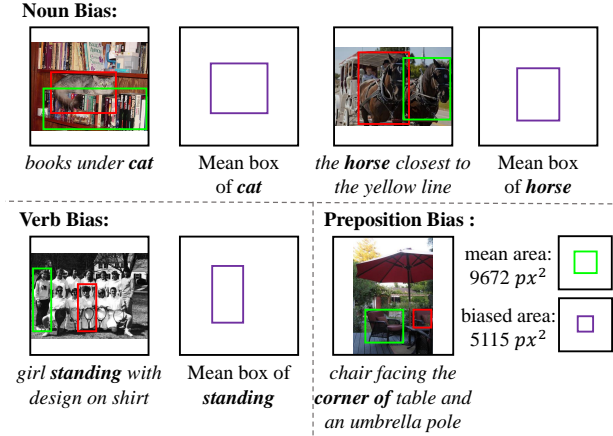 Noun Bias:
books under cat
Mean box
of cat
the horse closest to
the yellow line
Mean box
of horse
Verb Bias:
girl standing with
design on shirt
Mean box of
standing
Preposition Bias :
chair facing the
corner of table and
an umbrella pole
mean area:
9672 px²
biased area:
5115 px²